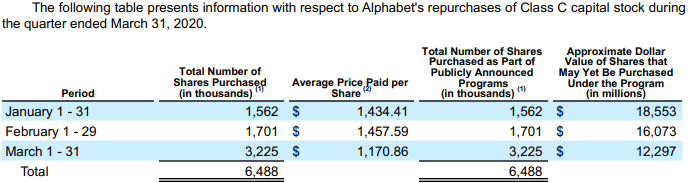 The following table presents information with respect to Alphabet's repurchases of Class C capital stock during
the quarter ended March 31, 2020.
Period Total Number of Shares Purchased (in thousands) (1) Average Price Paid per Share (2) Total Number of Shares Purchased as Part of Publicly Announced Programs (in thousands) (1) Approximate Dollar Value of Shares that May Yet Be Purchased Under the Program (in millions)
January 1 - 31 1,562 $ 1,434.41 1,562 $ 18,553
February 1 - 29 1,701 $ 1,457.59 1,701 $ 16,073
March 1 - 31 3,225 $ 1,170.86 3,225 $ 12,297
Total 6,488 6,488